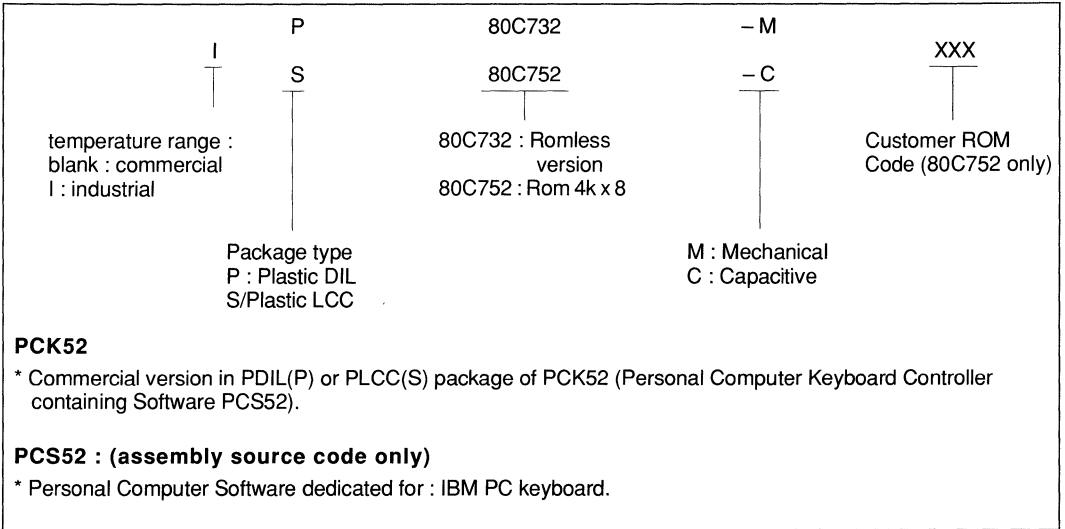 P 80C732 – M
I XXX
S 80C752 – C
temperature range :
blank : commercial
I : industrial
80C732 : Romless
version
80C752 : Rom 4k x 8
Customer ROM
Code (80C752 only)
Package type
P : Plastic DIL
S/Plastic LCC
M : Mechanical
C : Capacitive
PCK52
* Commercial version in PDIL(P) or PLCC(S) package of PCK52 (Personal Computer Keyboard Controller
containing Software PCS52).
PCS52 : (assembly source code only)
* Personal Computer Software dedicated for : IBM PC keyboard.